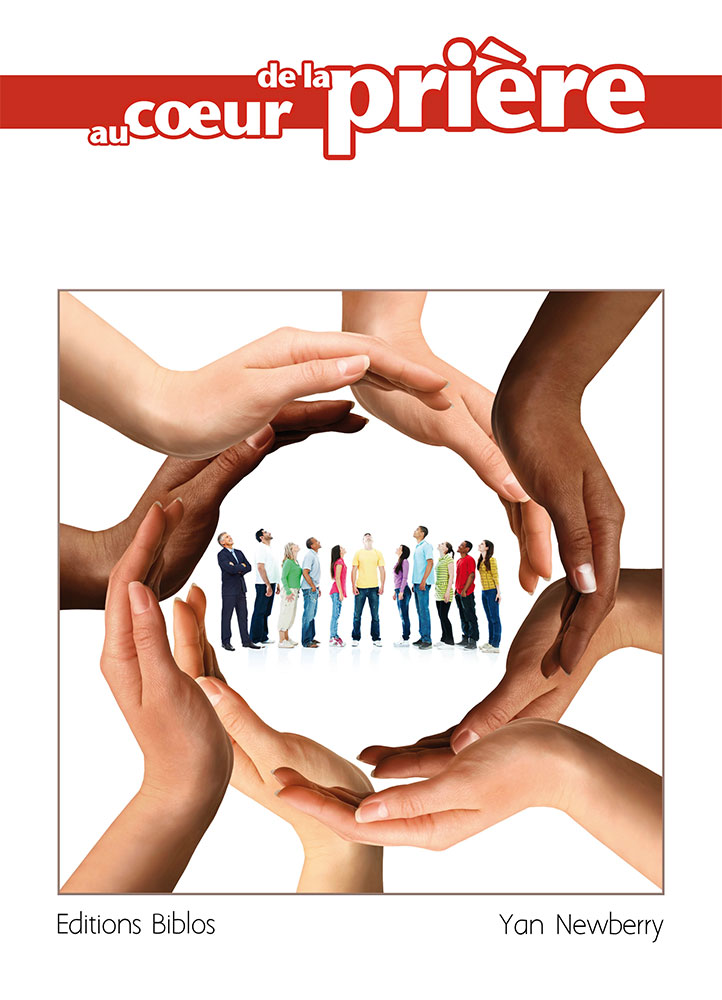 au coeur de la prière
Editions Biblos
Yan Newberry